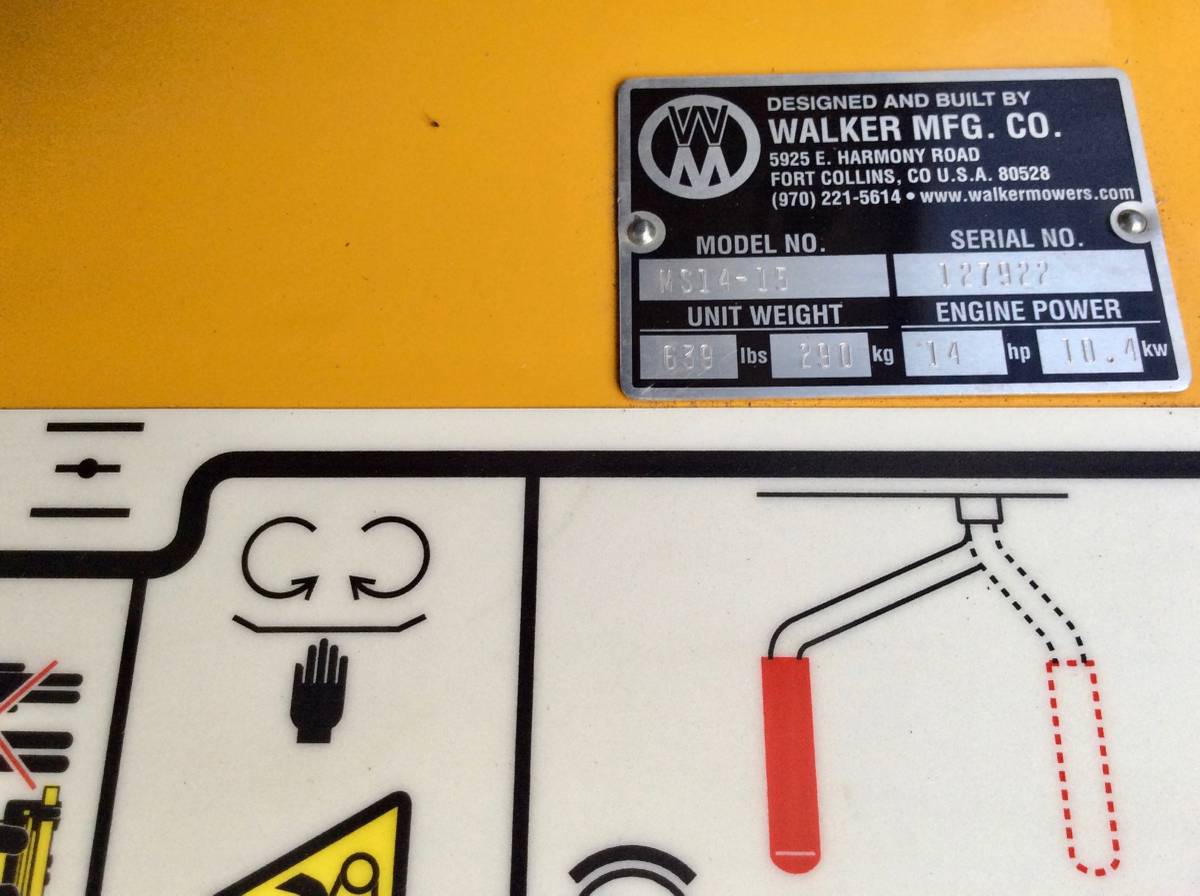 W
M
DESIGNED AND BUILT BY
WALKER MFG. CO.
5925 E. HARMONY ROAD
FORT COLLINS, CO U.S.A. 80528
(970) 221-5614 • www.walkermowers.com
MODEL NO. SERIAL NO.
MS14-15 127922
UNIT WEIGHT ENGINE POWER
639 lbs 290 kg 14 hp 10.4 kw